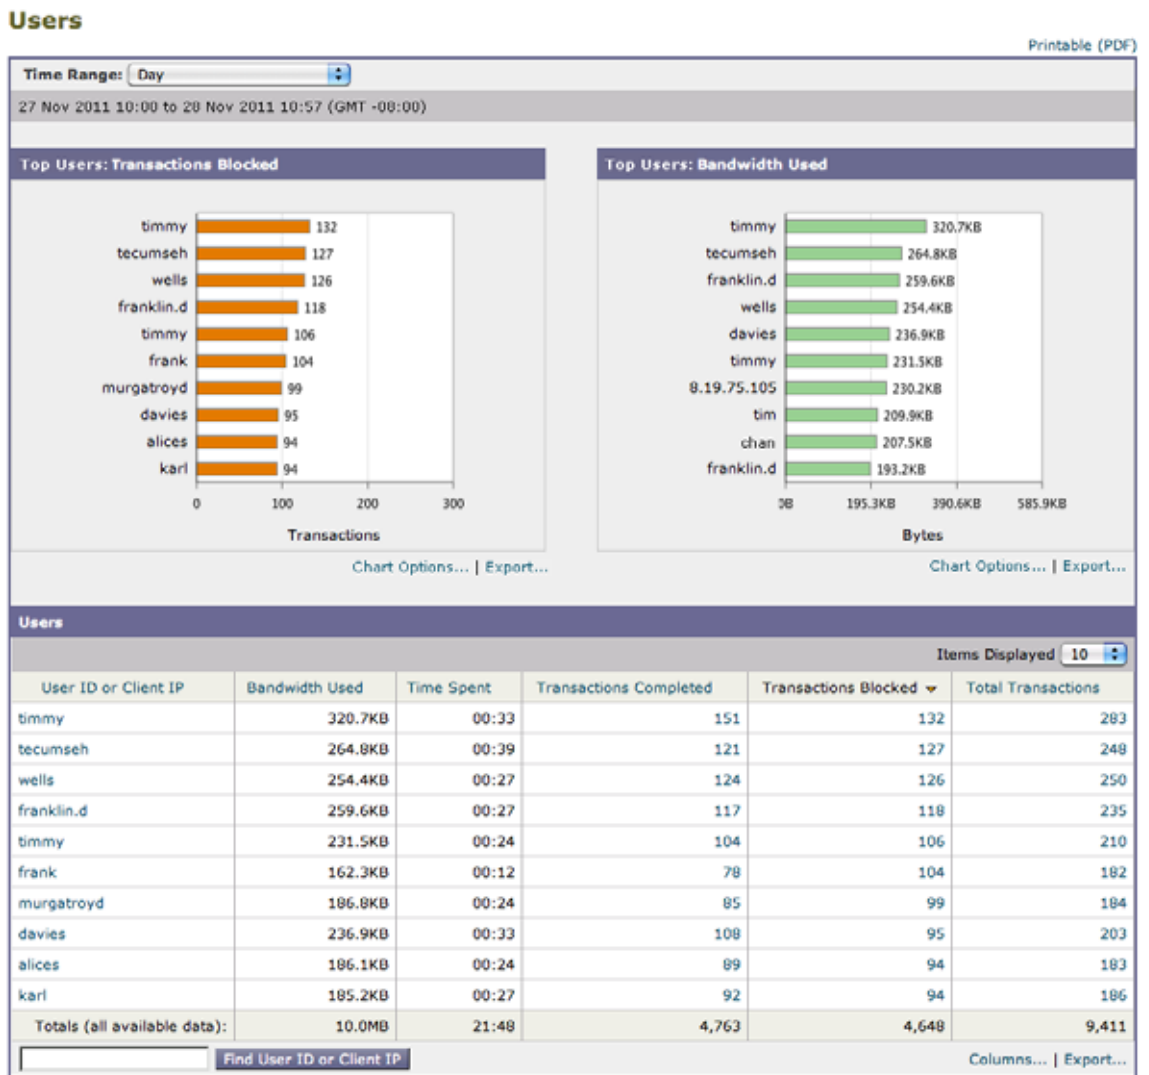 Users
Printable (PDF)
Time Range: Day
27 Nov 2011 10:00 to 28 Nov 2011 10:57 (GMT -08:00)
Top Users: Transactions Blocked
timmy 132
tecumseh 127
wells 126
franklin.d 118
timmy 106
frank 104
murgatroyd 99
davies 95
alices 94
karl 94
0 100 200 300
Transactions
Chart Options... | Export...
Top Users: Bandwidth Used
timmy 320.7KB
tecumseh 264.8KB
franklin.d 259.6KB
wells 254.4KB
davies 236.9KB
timmy 231.5KB
8.19.75.105 230.2KB
tim 209.9KB
chan 207.5KB
franklin.d 193.2KB
0B 195.3KB 390.6KB 585.9KB
Bytes
Chart Options... | Export...
Users
Items Displayed 10
User ID or Client IP Bandwidth Used Time Spent Transactions Completed Transactions Blocked Total Transactions
timmy 320.7KB 00:33 151 132 283
tecumseh 264.8KB 00:39 121 127 248
wells 254.4KB 00:27 124 126 250
franklin.d 259.6KB 00:27 117 118 235
timmy 231.5KB 00:24 104 106 210
frank 162.3KB 00:12 78 104 182
murgatroyd 186.8KB 00:24 85 99 184
davies 236.9KB 00:33 108 95 203
alices 186.1KB 00:24 89 94 183
karl 185.2KB 00:27 92 94 186
Totals (all available data): 10.0MB 21:48 4,763 4,648 9,411
Find User ID or Client IP
Columns... | Export...